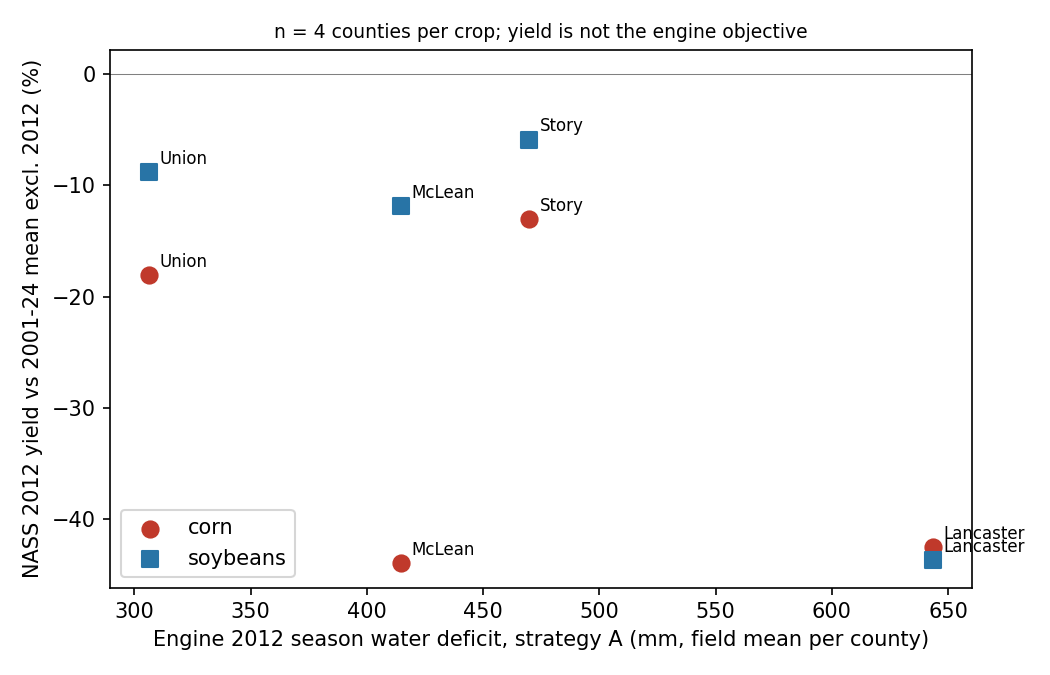 n = 4 counties per crop; yield is not the engine objective
NASS 2012 yield vs 2001-24 mean excl. 2012 (%)
0
−10
−20
−30
−40
Union
Story
McLean
Story
Union
McLean
Lancaster
Lancaster
corn
soybeans
300
350
400
450
500
550
600
650
Engine 2012 season water deficit, strategy A (mm, field mean per county)